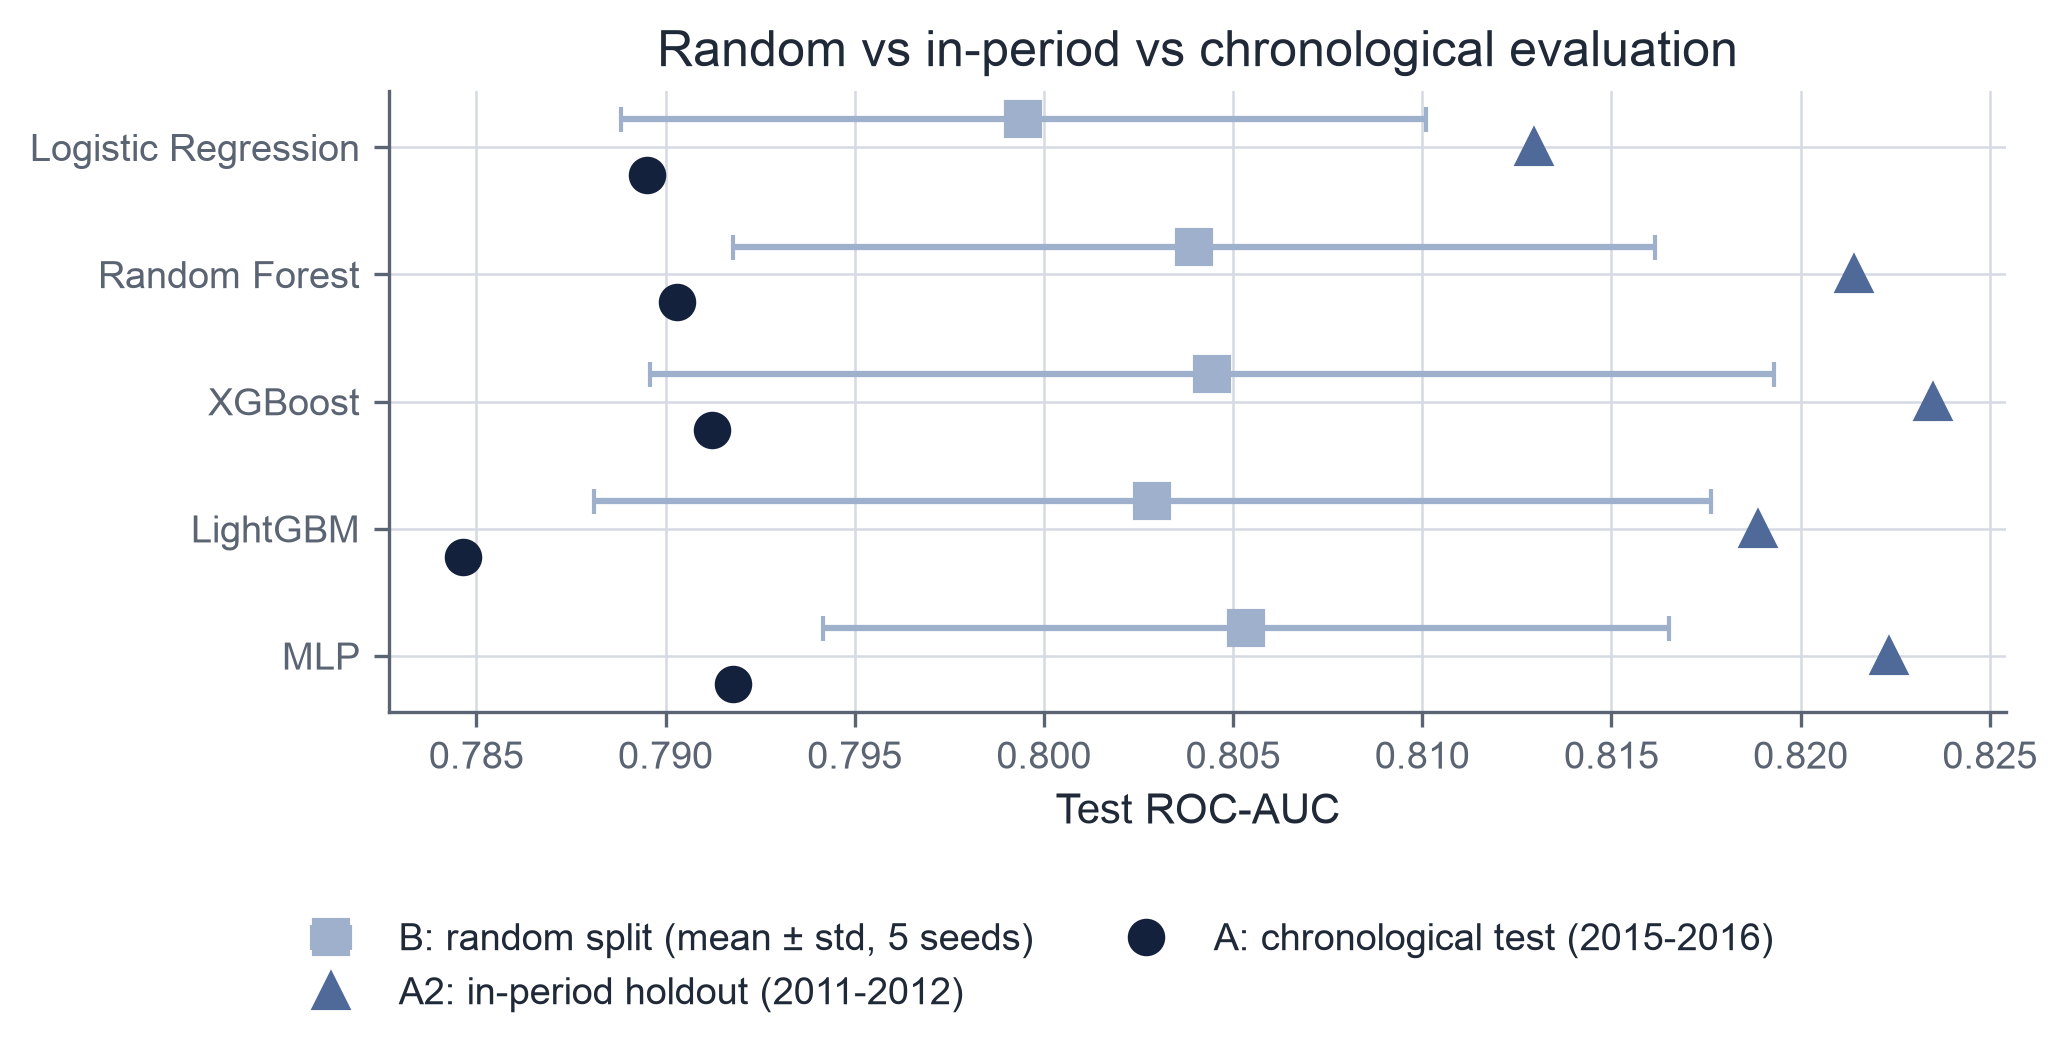 Random vs in-period vs chronological evaluation
Logistic Regression
Random Forest
XGBoost
LightGBM
MLP
0.785 0.790 0.795 0.800 0.805 0.810 0.815 0.820 0.825
Test ROC-AUC
B: random split (mean ± std, 5 seeds)
A2: in-period holdout (2011-2012)
A: chronological test (2015-2016)